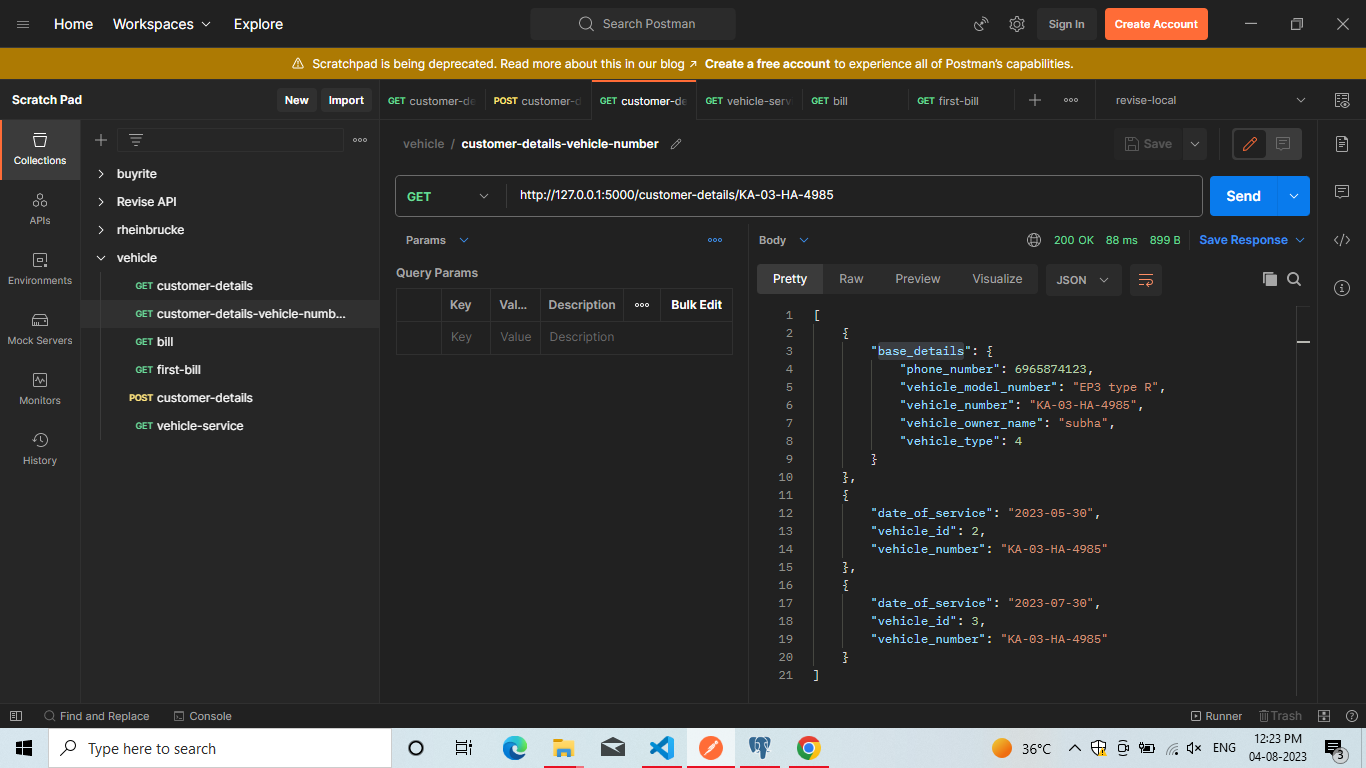 Home Workspaces Explore Search Postman Sign In Create Account
Scratchpad is being deprecated. Read more about this in our blog ↗ Create a free account to experience all of Postman's capabilities.
Scratch Pad New Import GET customer-de POST customer-d GET customer-de GET vehicle-serv GET bill GET first-bill revise-local
Collections
APIs
Environments
Mock Servers
Monitors
History
buyrite
Revise API
rheinbrucke
vehicle
GET customer-details
GET customer-details-vehicle-numb...
GET bill
GET first-bill
POST customer-details
GET vehicle-service
vehicle / customer-details-vehicle-number Save
GET http://127.0.0.1:5000/customer-details/KA-03-HA-4985 Send
Params
Query Params
Key Val... Description Bulk Edit
Key Value Description
Body 200 OK 88 ms 899 B Save Response
Pretty Raw Preview Visualize JSON
1 [
2 {
3 "base_details": {
4 "phone_number": 6965874123,
5 "vehicle_model_number": "EP3 type R",
6 "vehicle_number": "KA-03-HA-4985",
7 "vehicle_owner_name": "subha",
8 "vehicle_type": 4
9 }
10 },
11 {
12 "date_of_service": "2023-05-30",
13 "vehicle_id": 2,
14 "vehicle_number": "KA-03-HA-4985"
15 },
16 {
17 "date_of_service": "2023-07-30",
18 "vehicle_id": 3,
19 "vehicle_number": "KA-03-HA-4985"
20 }
21 ]
Find and Replace Console Runner Trash
Type here to search 36°C ENG 12:23 PM
04-08-2023 3